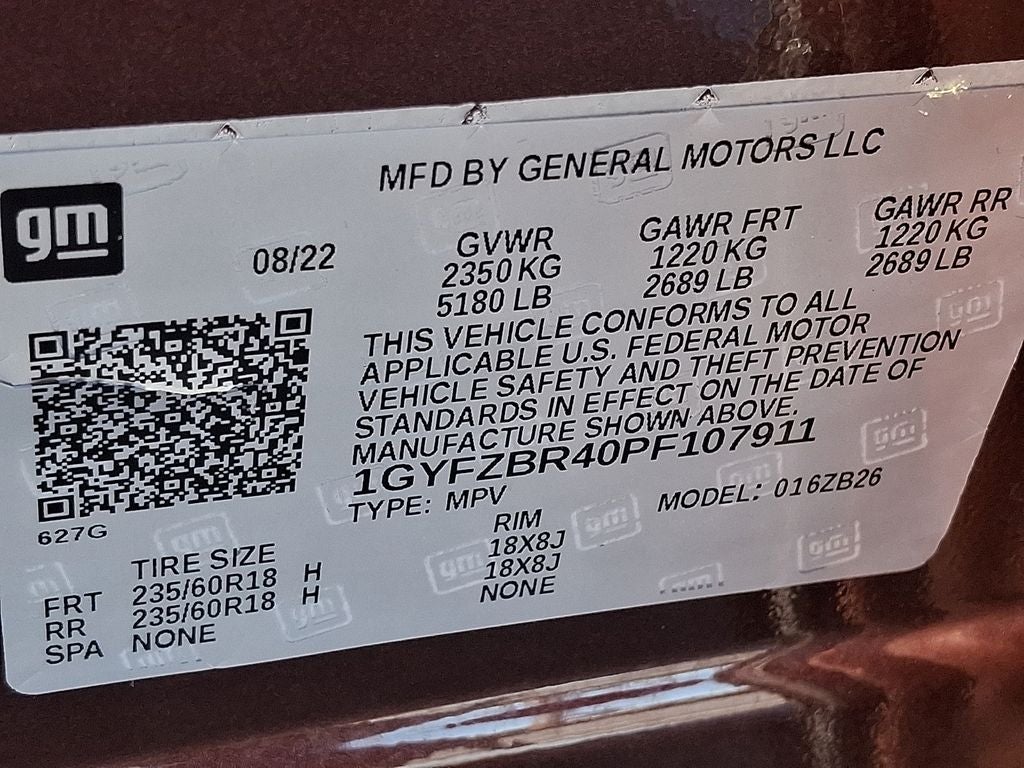 MFD BY GENERAL MOTORS LLC
gm
08/22
GVWR
2350 KG
5180 LB
GAWR FRT
1220 KG
2689 LB
GAWR RR
1220 KG
2689 LB
THIS VEHICLE CONFORMS TO ALL
APPLICABLE U.S. FEDERAL MOTOR
VEHICLE SAFETY AND THEFT PREVENTION
STANDARDS IN EFFECT ON THE DATE OF
MANUFACTURE SHOWN ABOVE.
1GYFZBR40PF107911
TYPE: MPV
MODEL: 016ZB26
627G
TIRE SIZE
RIM
FRT 235/60R18 H 18X8J
RR 235/60R18 H 18X8J
SPA NONE NONE